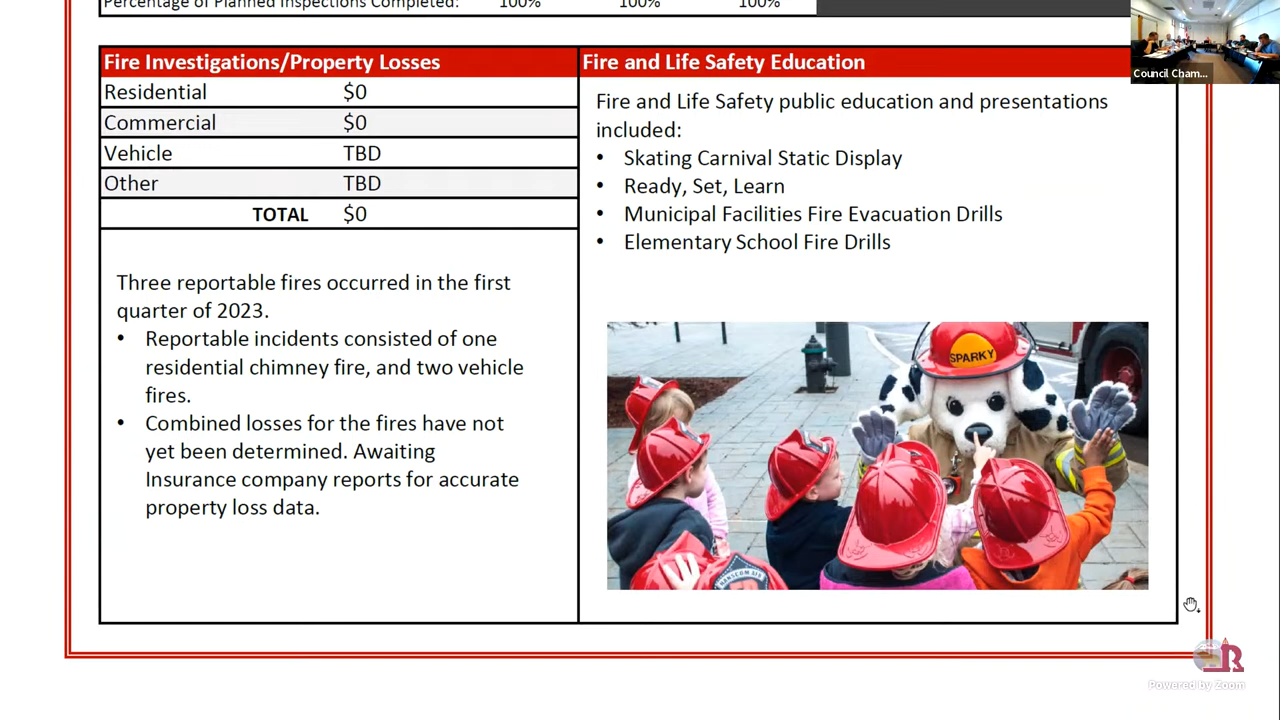 Percentage of Planned Inspections Completed: 100% 100% 100%
Fire Investigations/Property Losses
Residential $0
Commercial $0
Vehicle TBD
Other TBD
TOTAL $0
Three reportable fires occurred in the first
quarter of 2023.
• Reportable incidents consisted of one
residential chimney fire, and two vehicle
fires.
• Combined losses for the fires have not
yet been determined. Awaiting
Insurance company reports for accurate
property loss data.
Fire and Life Safety Education
Fire and Life Safety public education and presentations
included:
• Skating Carnival Static Display
• Ready, Set, Learn
• Municipal Facilities Fire Evacuation Drills
• Elementary School Fire Drills
SPARKY
Council Cham...
R
Powered by Zoom